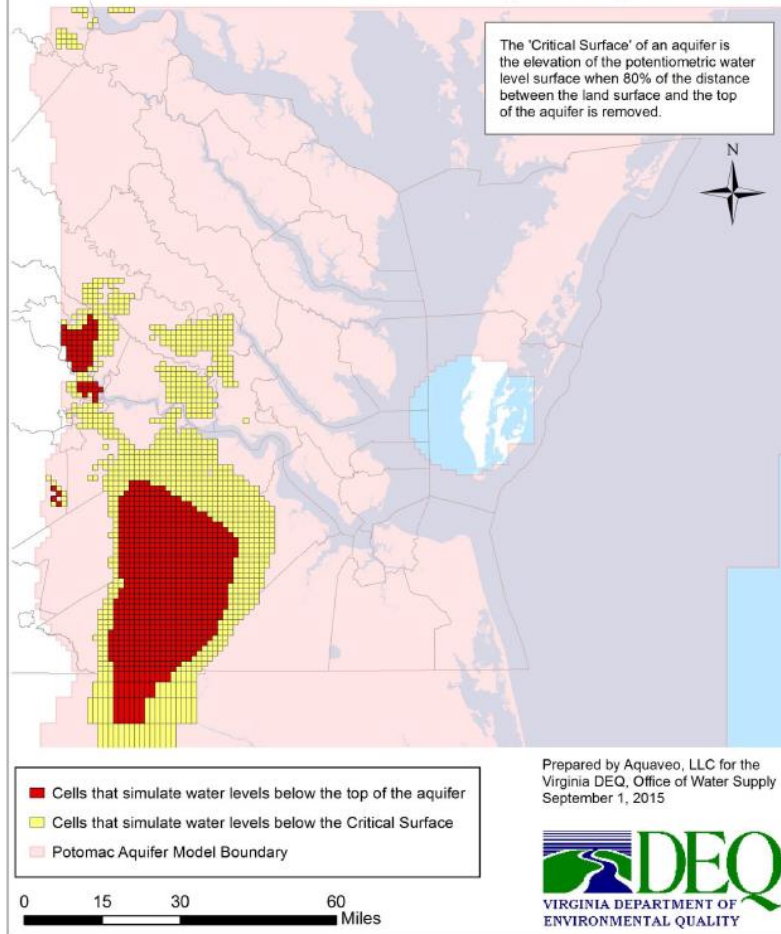 The 'Critical Surface' of an aquifer is
the elevation of the potentiometric water
level surface when 80% of the distance
between the land surface and the top
of the aquifer is removed.
N
Cells that simulate water levels below the top of the aquifer
Cells that simulate water levels below the Critical Surface
Potomac Aquifer Model Boundary
0 15 30 60
Miles
Prepared by Aquaveo, LLC for the
Virginia DEQ, Office of Water Supply
September 1, 2015
DEQ
VIRGINIA DEPARTMENT OF
ENVIRONMENTAL QUALITY